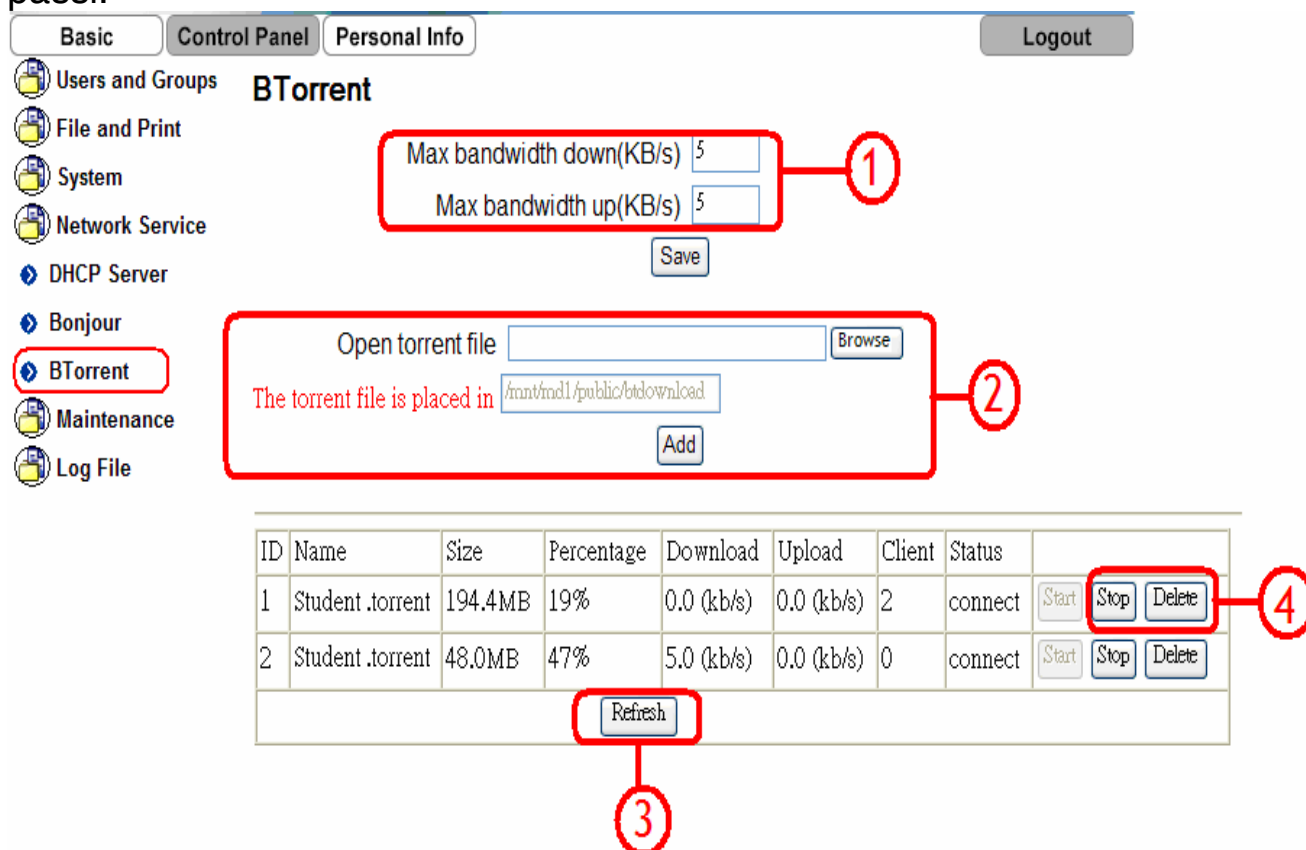 Basic Control Panel Personal Info Logout
Users and Groups
File and Print
System
Network Service
DHCP Server
Bonjour
BTorrent
Maintenance
Log File
BTorrent
Max bandwidth down(KB/s) 5
Max bandwidth up(KB/s) 5
Save
1
Open torrent file Browse
The torrent file is placed in /mnt/md1/public/btdownload
Add
2
ID Name Size Percentage Download Upload Client Status
1 Student .torrent 194.4MB 19% 0.0 (kb/s) 0.0 (kb/s) 2 connect Start Stop Delete
4
2 Student .torrent 48.0MB 47% 5.0 (kb/s) 0.0 (kb/s) 0 connect Start Stop Delete
Refresh
3